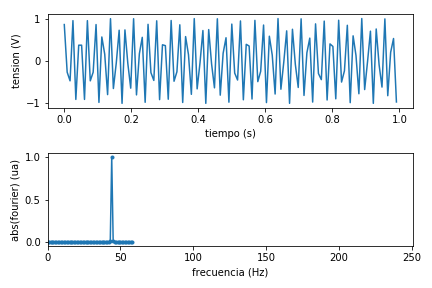 tension (V)
1
0
−1
0.0 0.2 0.4 0.6 0.8 1.0
tiempo (s)
abs(fourier) (ua)
1.0
0.5
0.0
0 50 100 150 200 250
frecuencia (Hz)